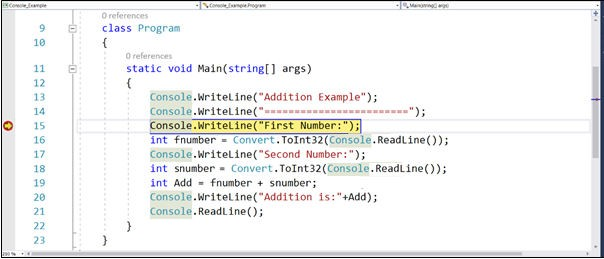 Console_Example Console_Example.Program Main(string[] args)
0 references
9 class Program
10 {
0 references
11 static void Main(string[] args)
12 {
13 Console.WriteLine("Addition Example");
14 Console.WriteLine("=======================");
15 Console.WriteLine("First Number:");
16 int fnumber = Convert.ToInt32(Console.ReadLine());
17 Console.WriteLine("Second Number:");
18 int snumber = Convert.ToInt32(Console.ReadLine());
19 int Add = fnumber + snumber;
20 Console.WriteLine("Addition is:"+Add);
21 Console.ReadLine();
22 }
23 }
250 %